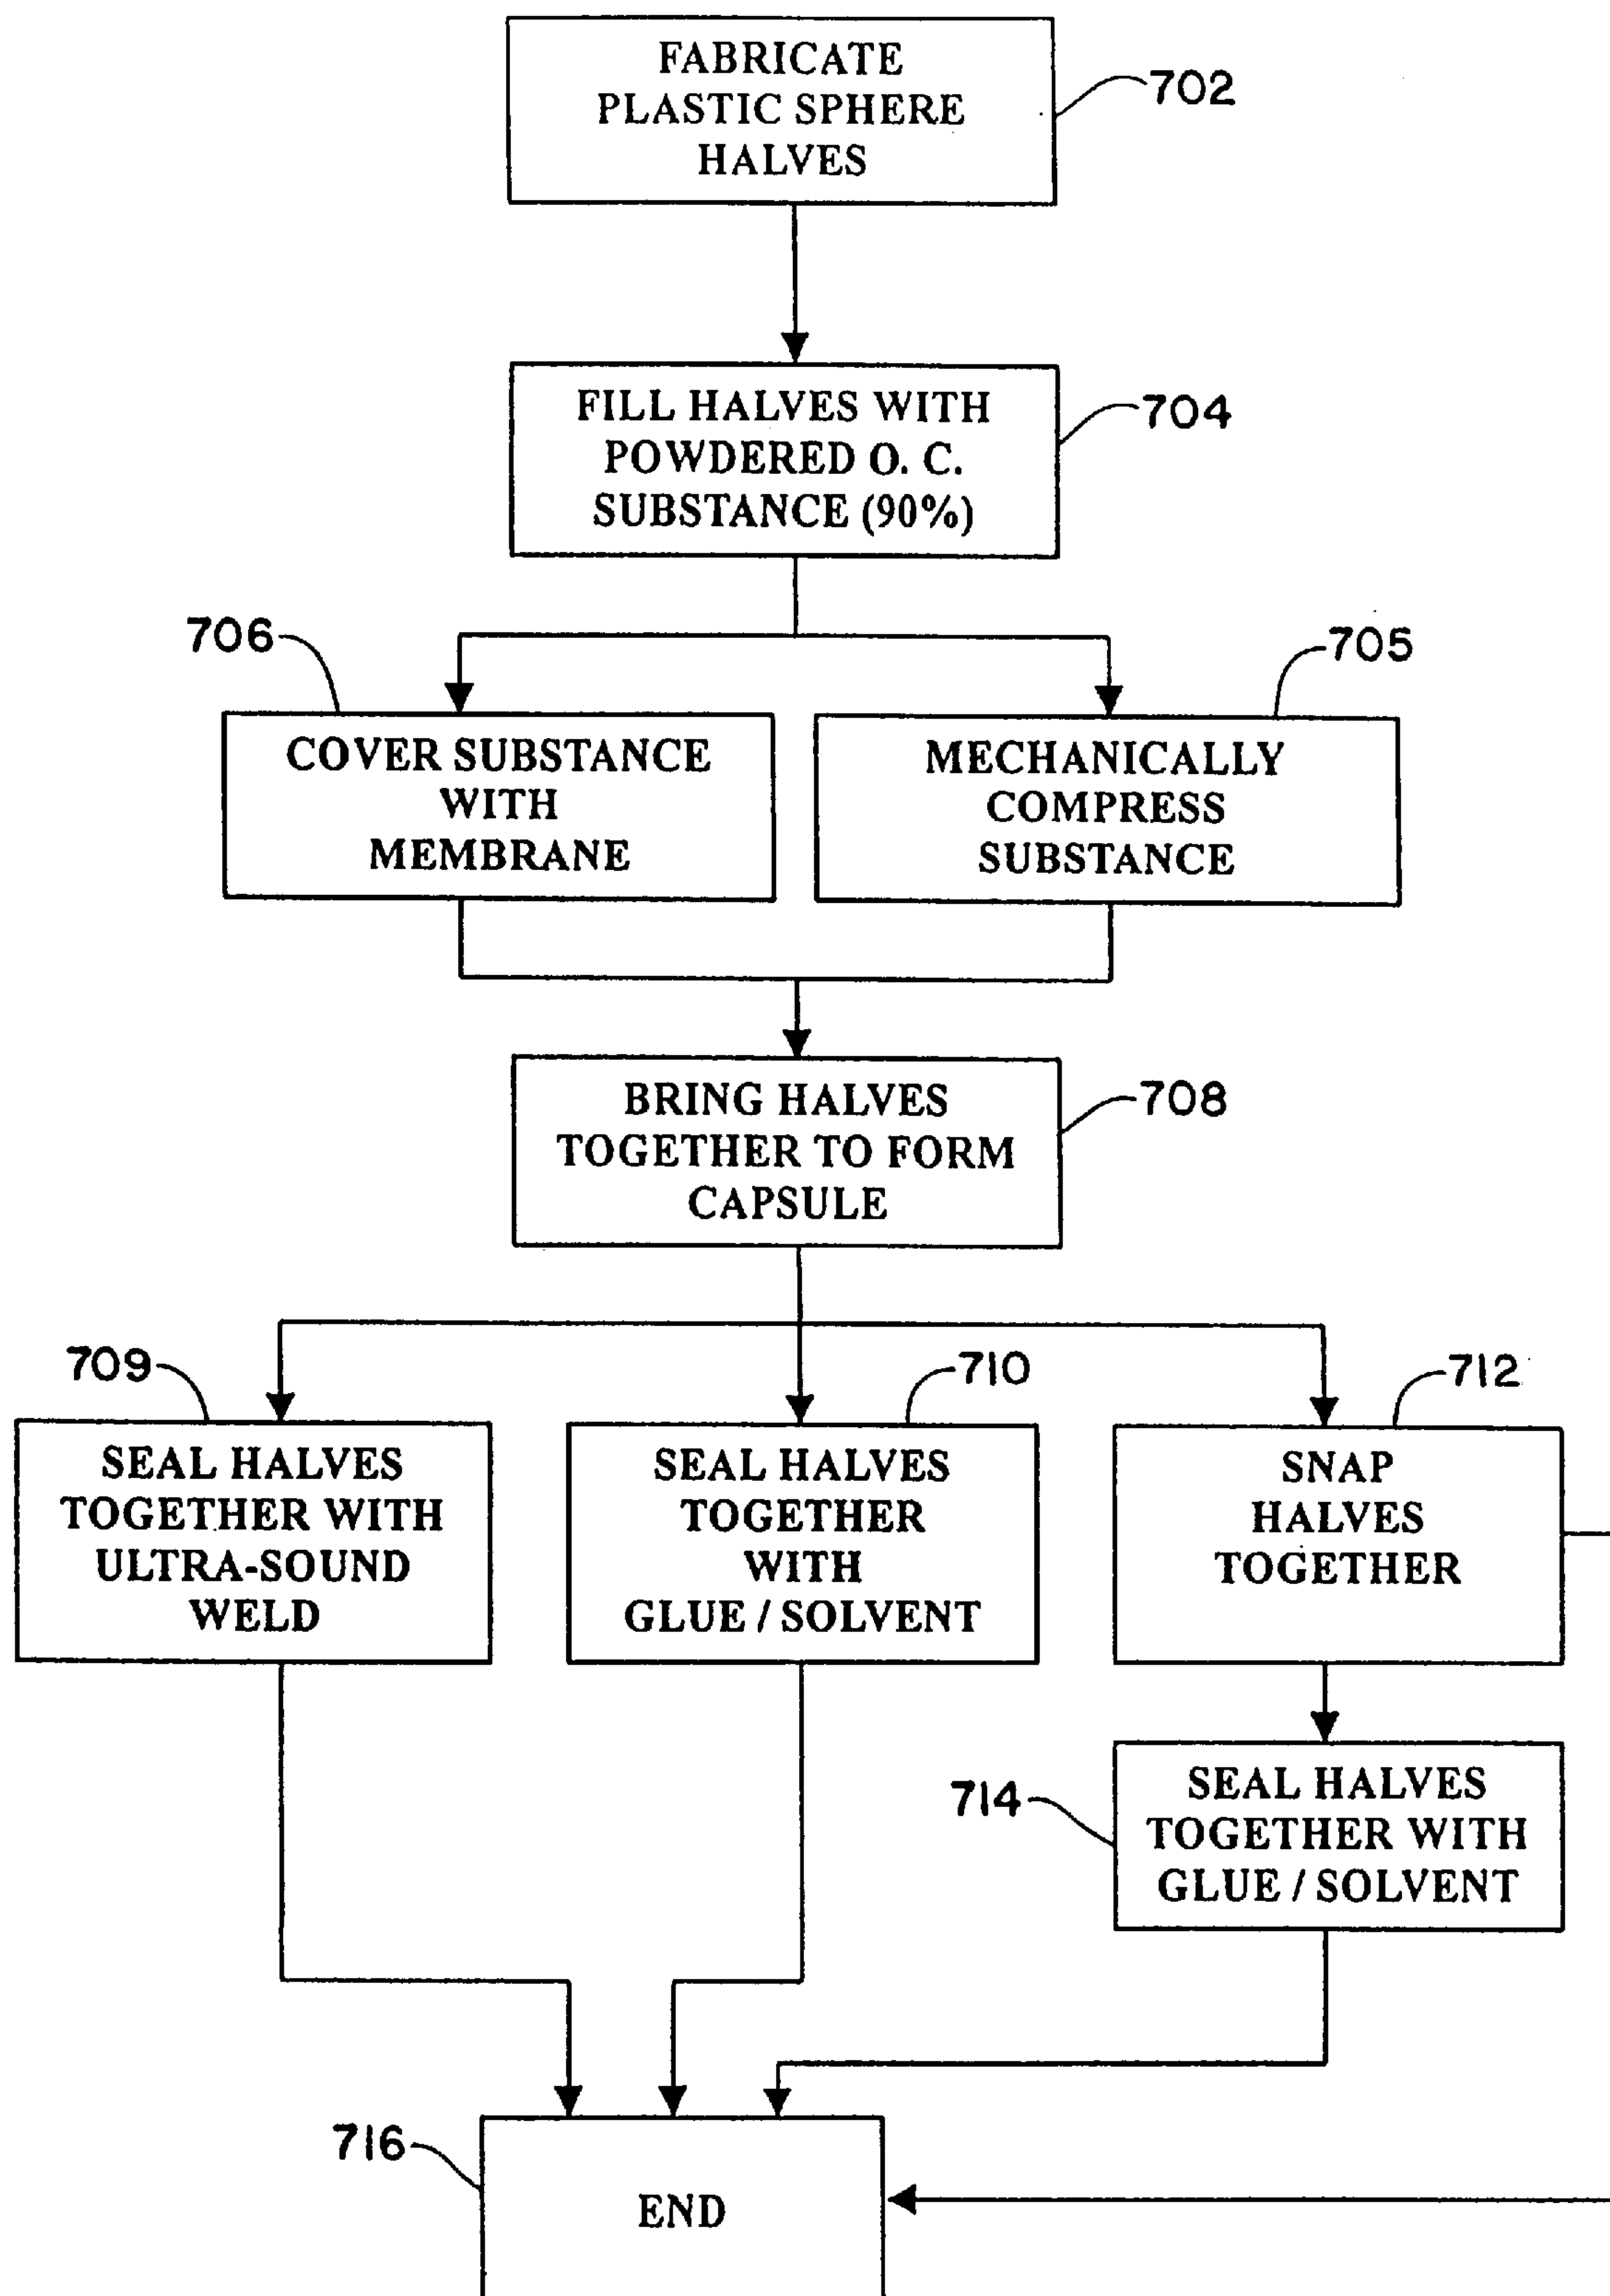 FABRICATE
PLASTIC SPHERE
HALVES
702
FILL HALVES WITH
POWDERED O. C.
SUBSTANCE (90%)
704
706
COVER SUBSTANCE
WITH
MEMBRANE
705
MECHANICALLY
COMPRESS
SUBSTANCE
BRING HALVES
TOGETHER TO FORM
CAPSULE
708
709
SEAL HALVES
TOGETHER WITH
ULTRA-SOUND
WELD
710
SEAL HALVES
TOGETHER
WITH
GLUE / SOLVENT
712
SNAP
HALVES
TOGETHER
714
SEAL HALVES
TOGETHER WITH
GLUE / SOLVENT
716
END